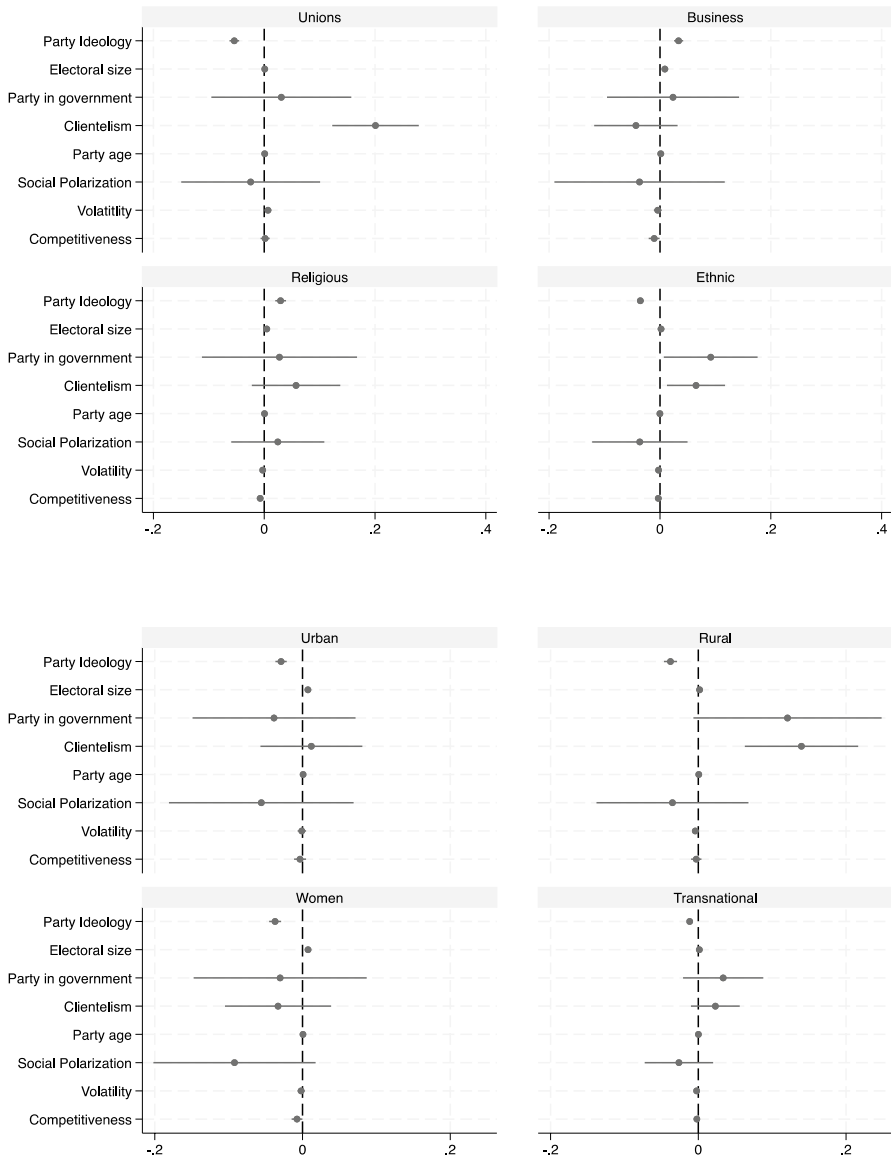 Unions
Business
Party Ideology
Electoral size
Party in government
Clientelism
Party age
Social Polarization
Volatitlity
Competitiveness
Religious
Ethnic
Party Ideology
Electoral size
Party in government
Clientelism
Party age
Social Polarization
Volatility
Competitiveness
-.2 0 .2 .4 -.2 0 .2 .4
Urban
Rural
Party Ideology
Electoral size
Party in government
Clientelism
Party age
Social Polarization
Volatility
Competitiveness
Women
Transnational
Party Ideology
Electoral size
Party in government
Clientelism
Party age
Social Polarization
Volatility
Competitiveness
-.2 0 .2 -.2 0 .2